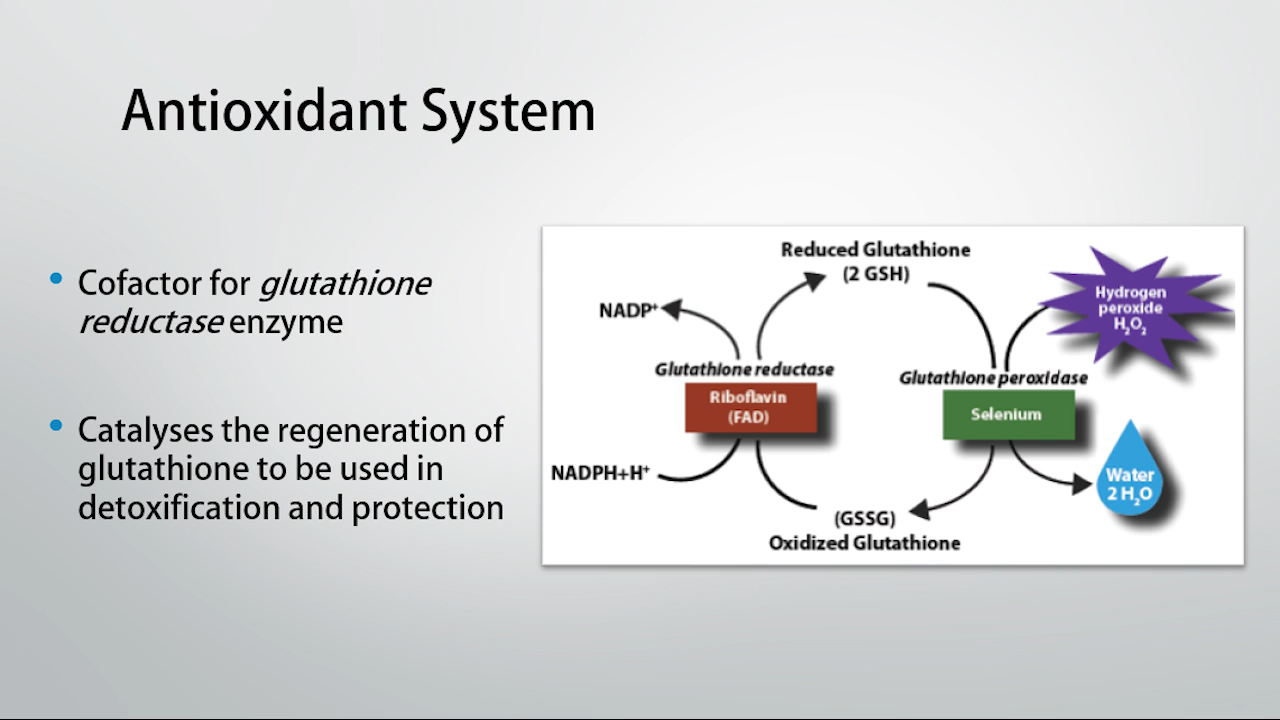 Antioxidant System
• Cofactor for glutathione
reductase enzyme
• Catalyses the regeneration of
glutathione to be used in
detoxification and protection
Reduced Glutathione
(2 GSH)
Hydrogen
peroxide
H₂O₂
NADP⁺
Glutathione reductase
Glutathione peroxidase
Riboflavin
(FAD)
Selenium
NADPH+H⁺
Water
2 H₂O
(GSSG)
Oxidized Glutathione